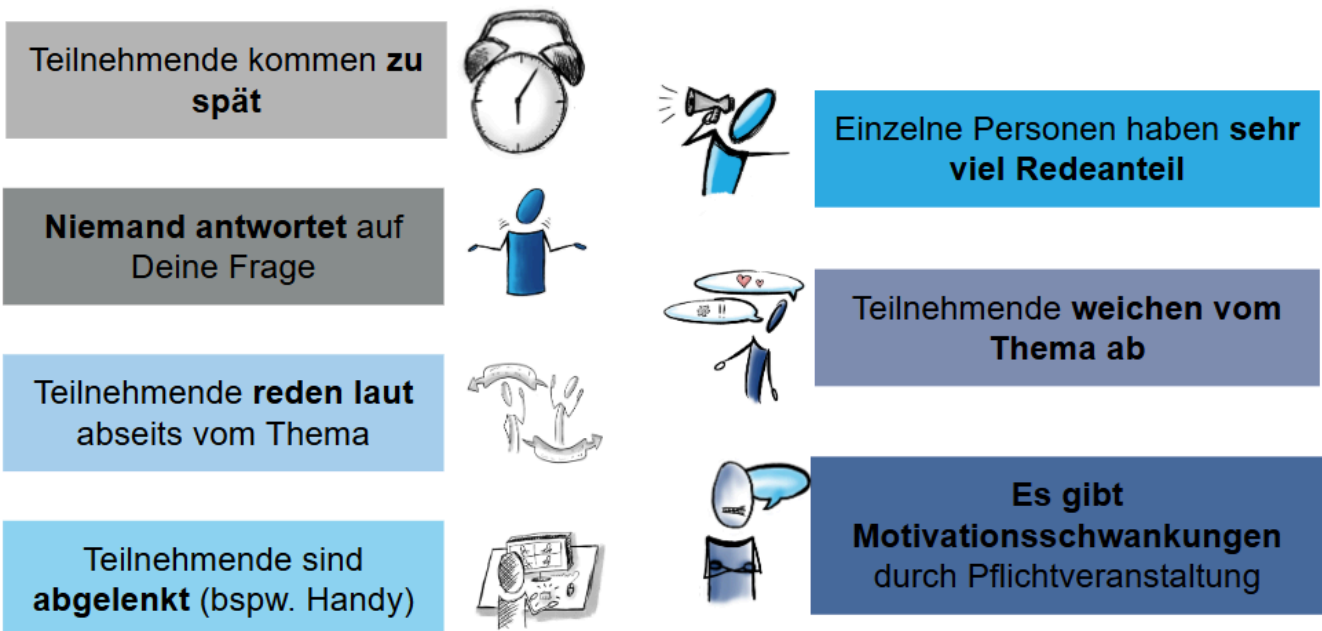 Teilnehmende kommen zu
spät
Niemand antwortet auf
Deine Frage
Teilnehmende reden laut
abseits vom Thema
Teilnehmende sind
abgelenkt (bspw. Handy)
Einzelne Personen haben sehr
viel Redeanteil
Teilnehmende weichen vom
Thema ab
Es gibt
Motivationsschwankungen
durch Pflichtveranstaltung